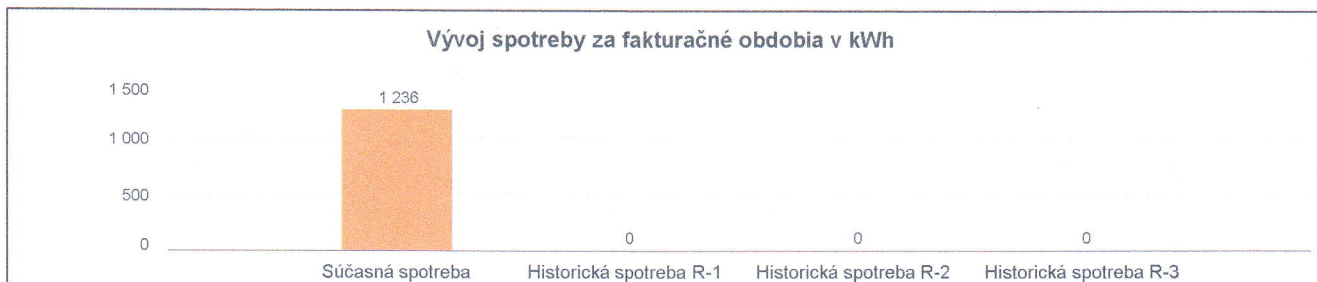 Vývoj spotreby za fakturačné obdobia v kWh
1 500
1 236
1 000
500
0
0
0
0
Súčasná spotreba
Historická spotreba R-1
Historická spotreba R-2
Historická spotreba R-3